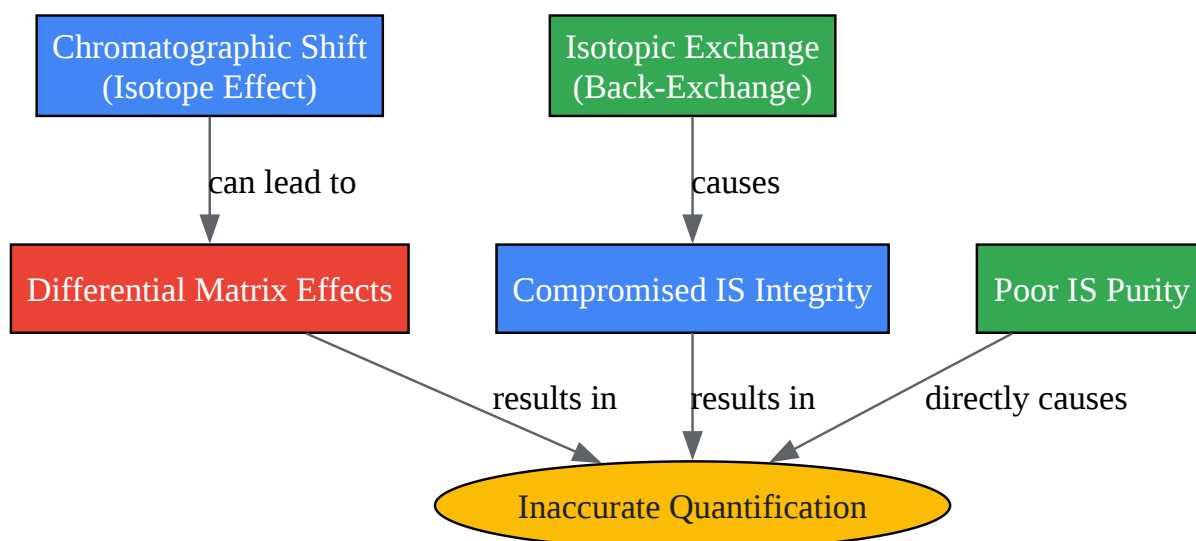 Chromatographic Shift
(Isotope Effect)
Isotopic Exchange
(Back-Exchange)
can lead to
causes
Differential Matrix Effects
Compromised IS Integrity
Poor IS Purity
results in
results in
directly causes
Inaccurate Quantification